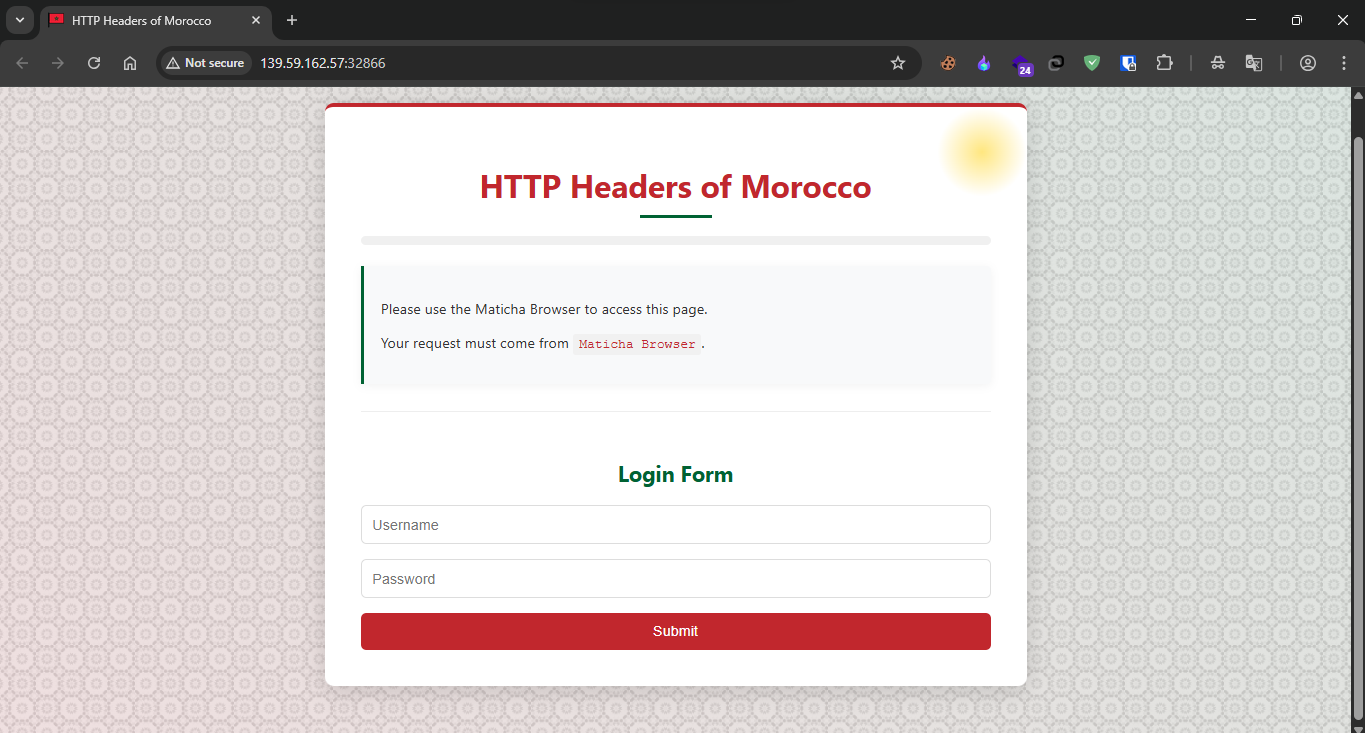 HTTP Headers of Morocco
Not secure
139.59.162.57:32866
24
HTTP Headers of Morocco
Please use the Maticha Browser to access this page.
Your request must come from Maticha Browser.
Login Form
Username
Password
Submit